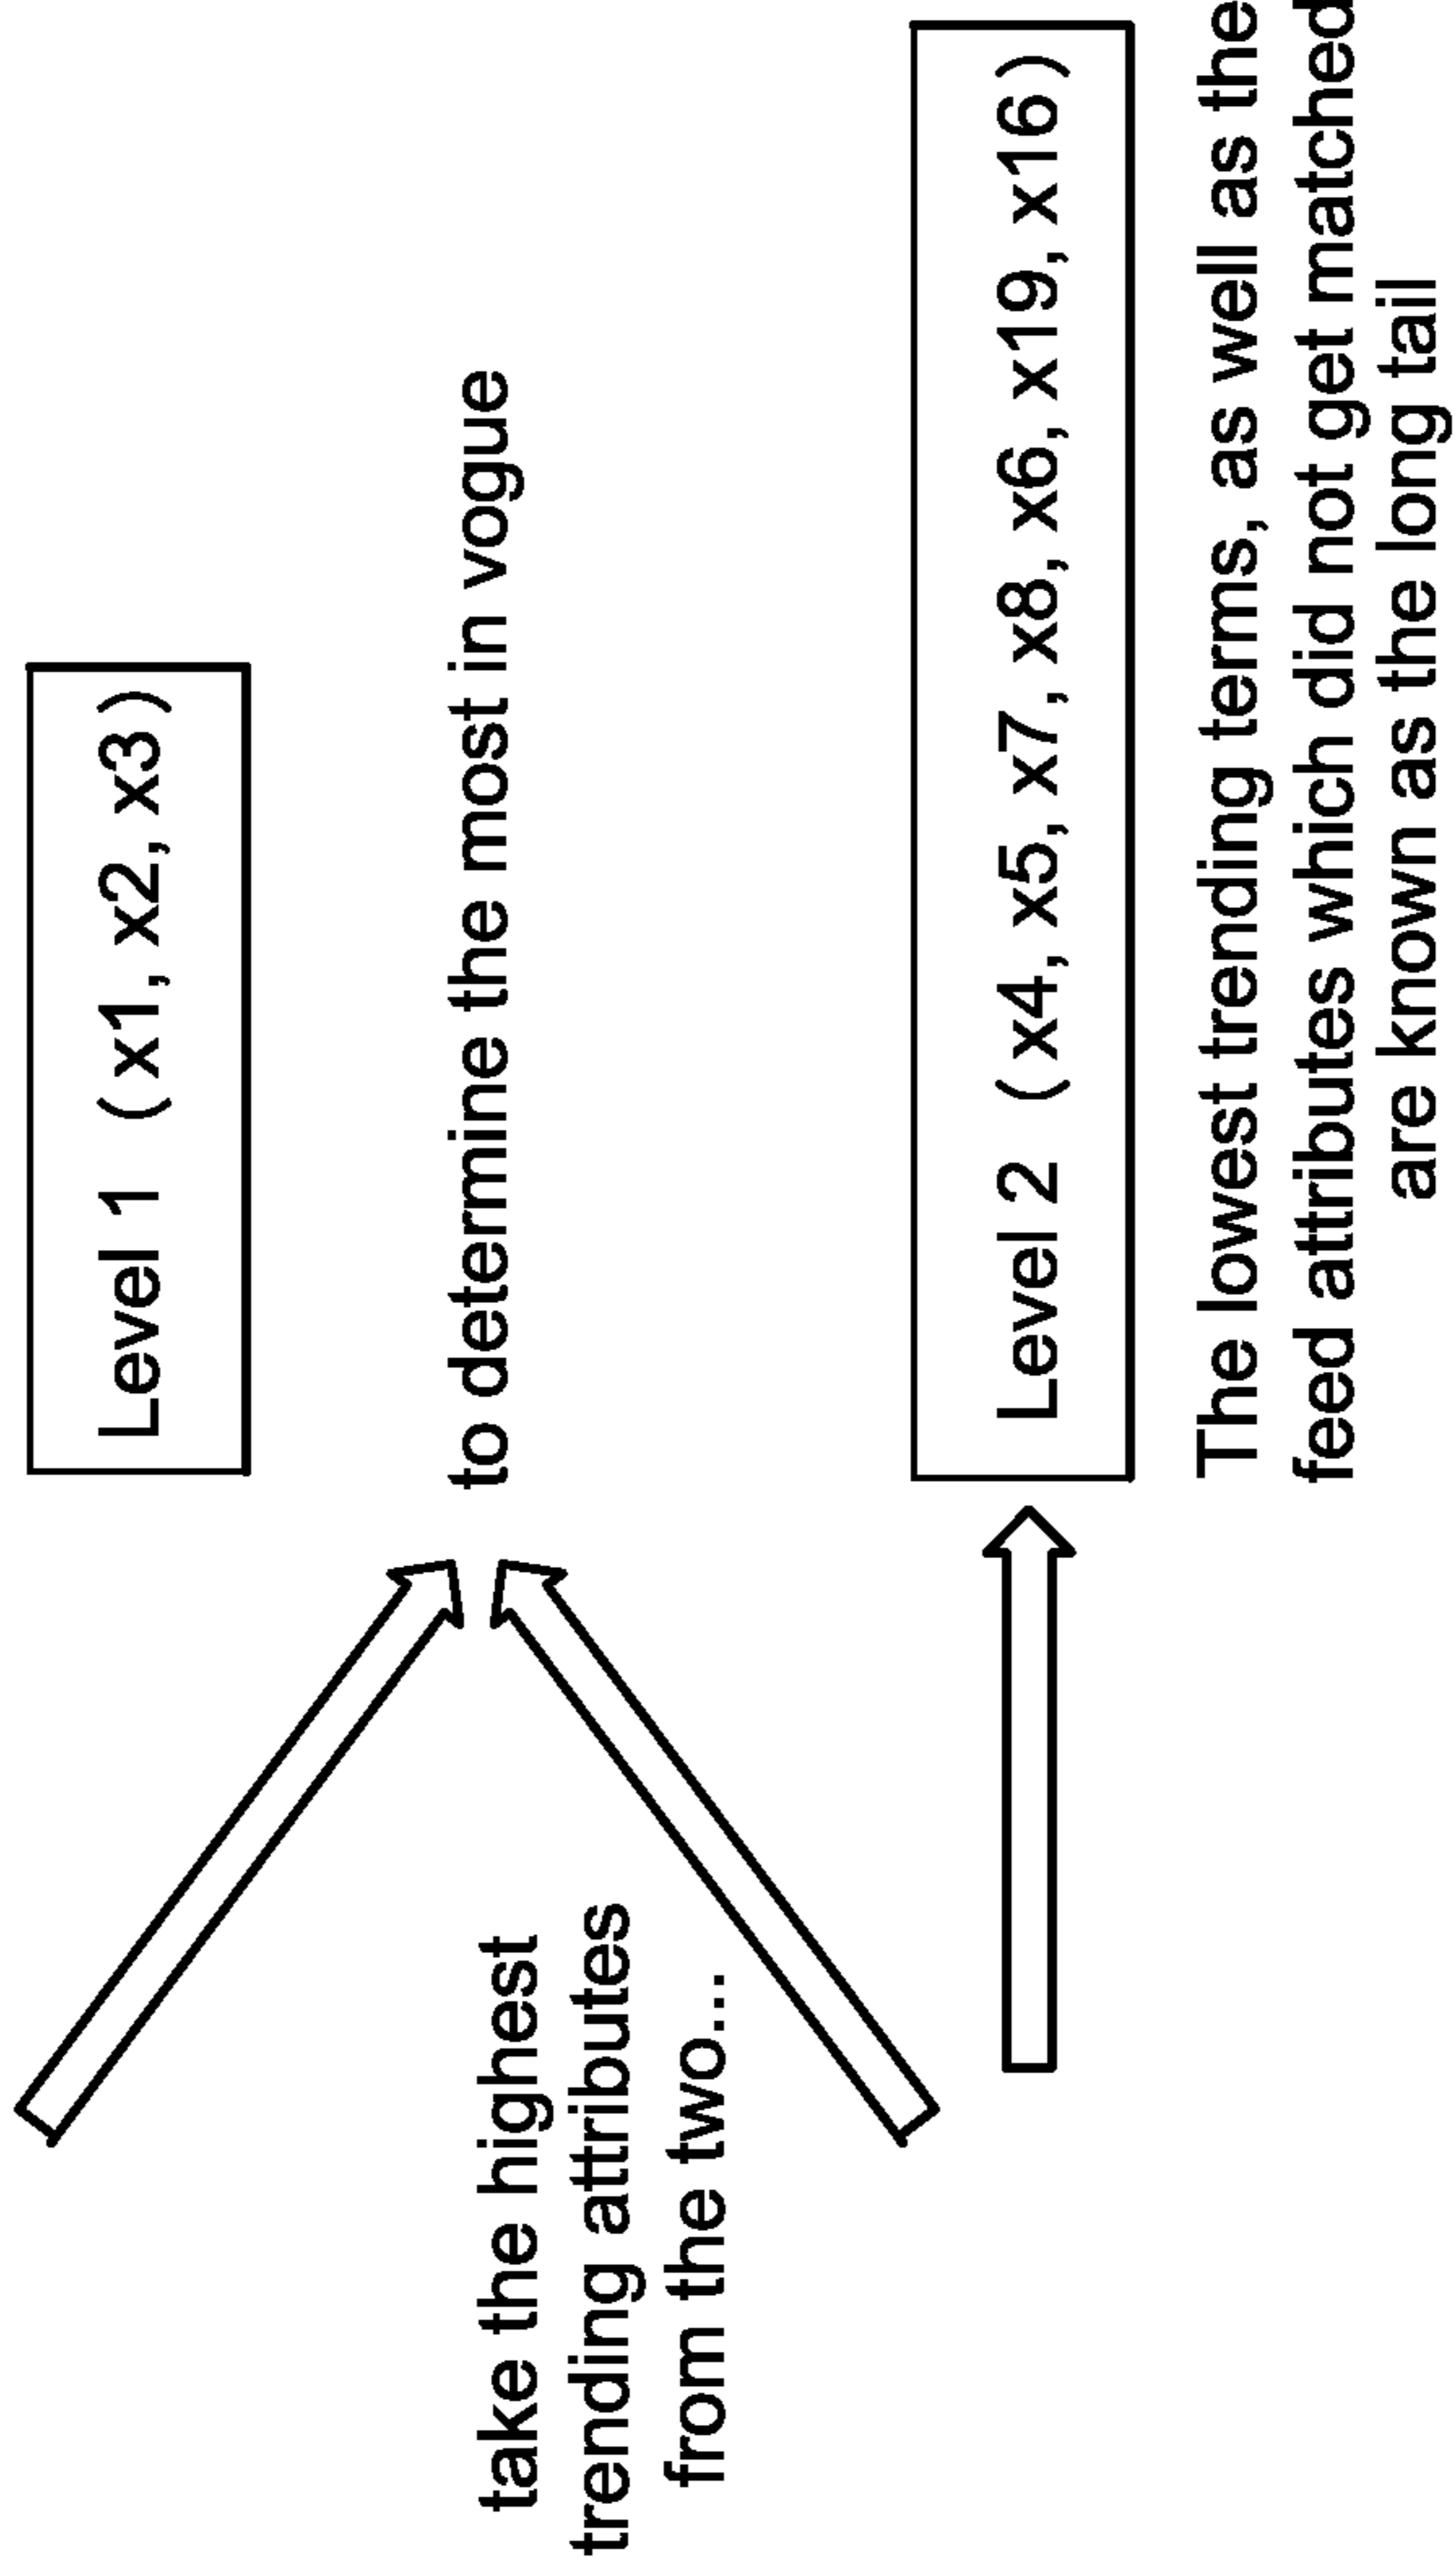 Level 1 (x1, x2, x3)
take the highest
trending attributes
from the two...
to determine the most in vogue
Level 2 (x4, x5, x7, x8, x6, x19, x16)
The lowest trending terms, as well as the
feed attributes which did not get matched
are known as the long tail